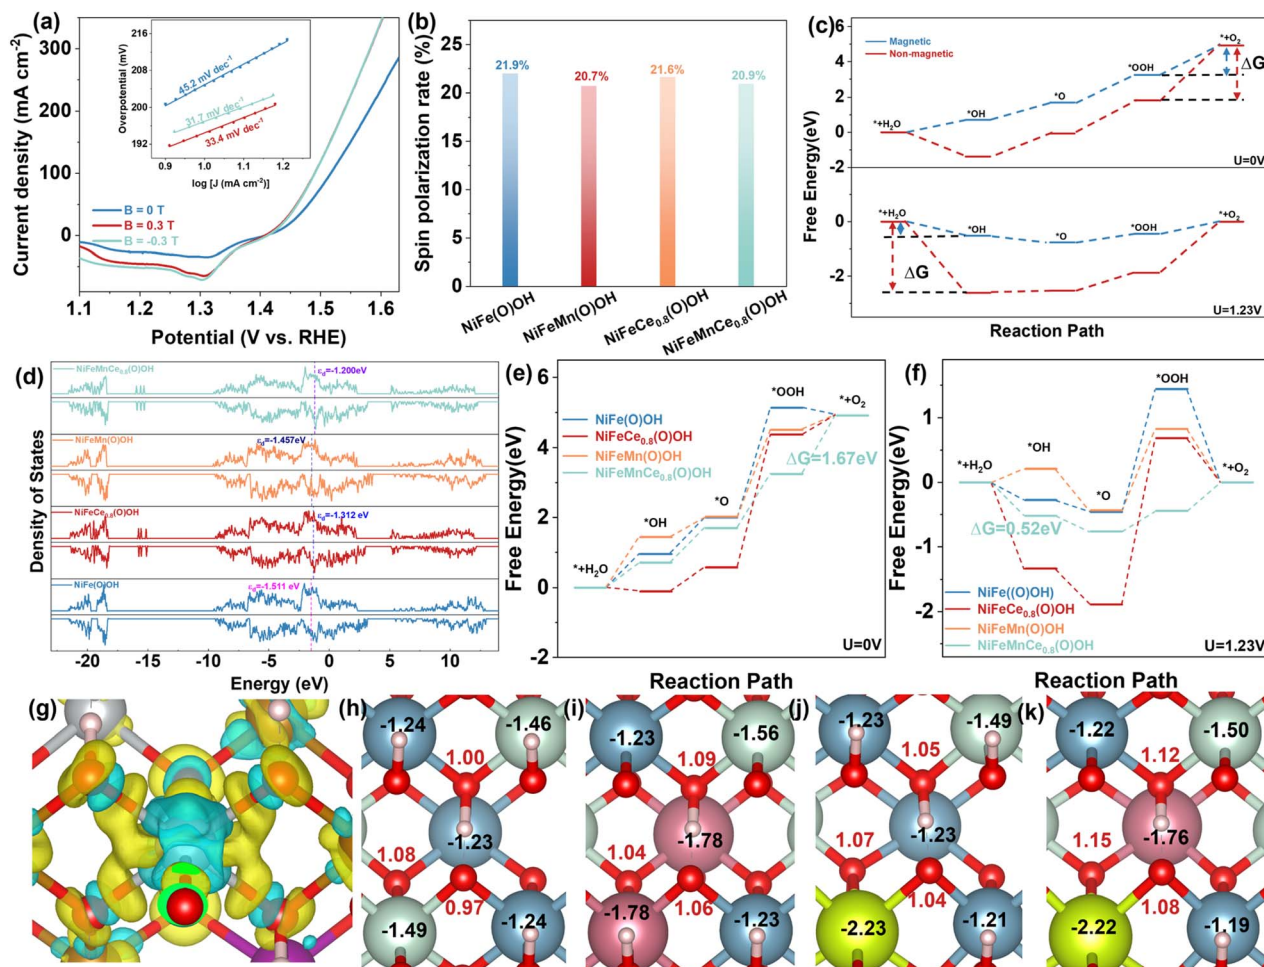 (a)
Current density (mA cm-2)
300
200
100
0
1.1 1.2 1.3 1.4 1.5 1.6
Potential (V vs. RHE)
B = 0 T
B = 0.3 T
B = -0.3 T
Overpotential (mV)
216
208
200
192
0.9 1.0 1.1 1.2
log [J (mA cm-2)]
45.2 mV dec-1
31.7 mV dec-1
33.4 mV dec-1
(b)
Spin polarization rate (%)
25
20
15
10
5
0
21.9%
20.7%
21.6%
20.9%
NiFe(O)OH
NiFeMn(O)OH
NiFeCe0.8(O)OH
NiFeMnCe0.8(O)OH
(c)
Free Energy(eV)
6
4
2
0
-2
Magnetic
Non-magnetic
*+H2O
*OH
*O
*OOH
*+O2
ΔG
U=0V
0
-2
*+H2O
*OH
*O
*OOH
*+O2
ΔG
U=1.23V
Reaction Path
(d)
Density of States
NiFeMnCe0.8(O)OH
εd=-1.200eV
NiFeMn(O)OH
εd=-1.457eV
NiFeCe0.8(O)OH
εd=-1.312eV
NiFe(O)OH
εd=-1.511 eV
-20 -15 -10 -5 0 5 10
Energy (eV)
(e)
Free Energy(eV)
6
4
2
0
-2
NiFe(O)OH
NiFeCe0.8(O)OH
NiFeMn(O)OH
NiFeMnCe0.8(O)OH
*+H2O
*OH
*O
*OOH
*+O2
ΔG=1.67eV
U=0V
Reaction Path
(f)
Free Energy(eV)
1
0
-1
-2
*+H2O
*OH
*O
*OOH
*+O2
ΔG=0.52eV
NiFe((O)OH)
NiFeCe0.8(O)OH
NiFeMn(O)OH
NiFeMnCe0.8(O)OH
U=1.23V
Reaction Path
(g)
(h)
-1.24
-1.46
1.00
-1.23
1.08
0.97
-1.49
-1.24
(i)
-1.23
-1.56
1.09
-1.78
1.04
1.06
-1.78
-1.23
(j)
-1.23
-1.49
1.05
-1.23
1.07
1.04
-2.23
-1.21
(k)
-1.22
-1.50
1.12
-1.76
1.15
1.08
-2.22
-1.19